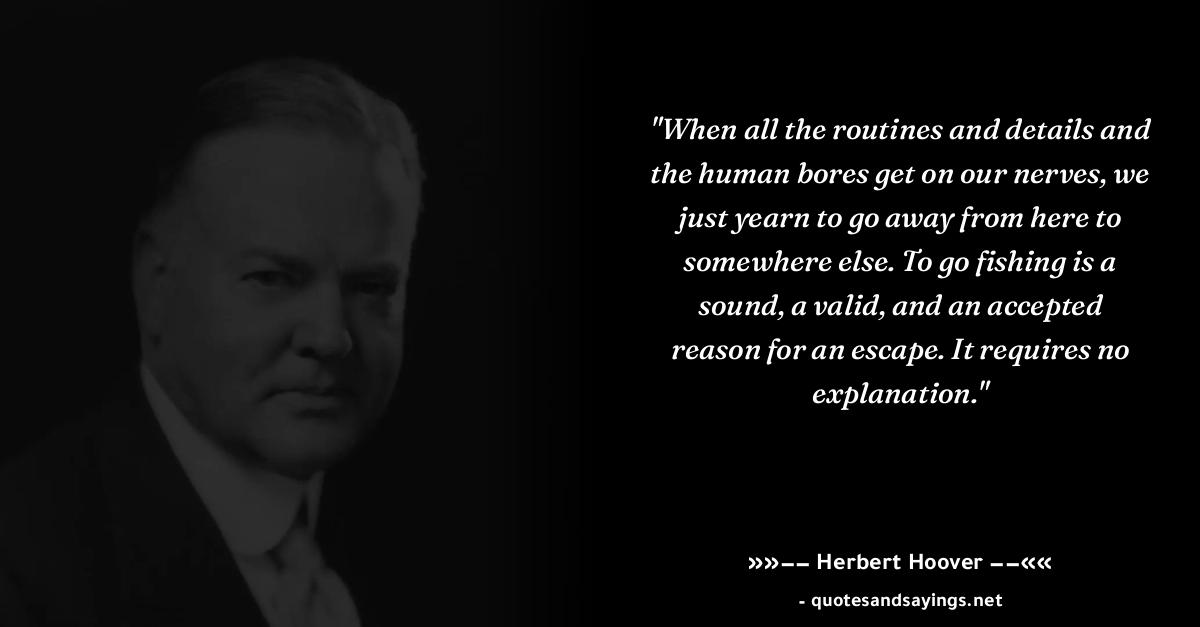 "When all the routines and details and
the human bores get on our nerves, we
just yearn to go away from here to
somewhere else. To go fishing is a
sound, a valid, and an accepted
reason for an escape. It requires no
explanation."
»»−− Herbert Hoover −−««
- quotesandsayings.net